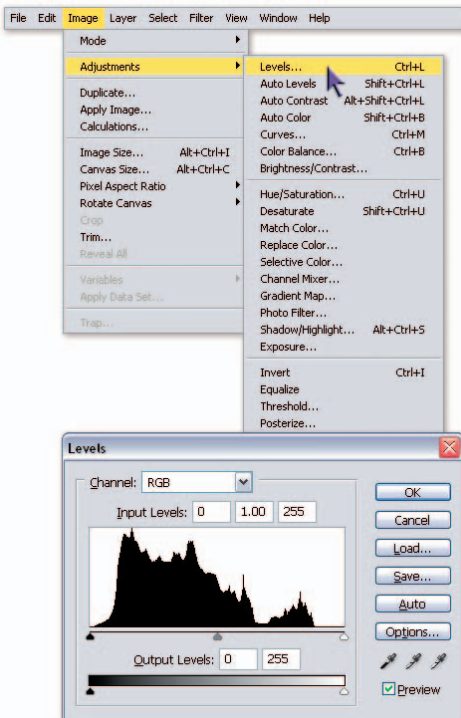 File Edit Image Layer Select Filter View Window Help
Mode
Adjustments
Duplicate...
Apply Image...
Calculations...
Image Size... Alt+Ctrl+I
Canvas Size... Alt+Ctrl+C
Pixel Aspect Ratio
Rotate Canvas
Crop
Trim...
Reveal All
Variables
Apply Data Set...
Trap...
Levels... Ctrl+L
Auto Levels Shift+Ctrl+L
Auto Contrast Alt+Shift+Ctrl+L
Auto Color Shift+Ctrl+B
Curves... Ctrl+M
Color Balance... Ctrl+B
Brightness/Contrast...
Hue/Saturation... Ctrl+U
Desaturate Shift+Ctrl+U
Match Color...
Replace Color...
Selective Color...
Channel Mixer...
Gradient Map...
Photo Filter...
Shadow/Highlight... Alt+Ctrl+S
Exposure...
Invert Ctrl+I
Equalize
Threshold...
Posterize...
Levels
Channel: RGB
Input Levels: 0 1.00 255
Output Levels: 0 255
OK
Cancel
Load...
Save...
Auto
Options...
Preview